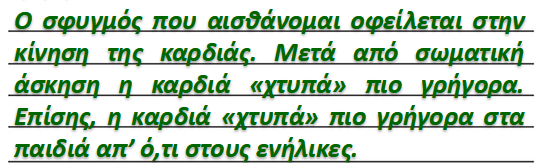 Ο σφυγμός που αισθάνομαι οφείλεται στην
κίνηση της καρδιάς. Μετά από σωματική
άσκηση η καρδιά «χτυπά» πιο γρήγορα.
Επίσης, η καρδιά «χτυπά» πιο γρήγορα στα
παιδιά απ’ ό,τι στους ενήλικες.